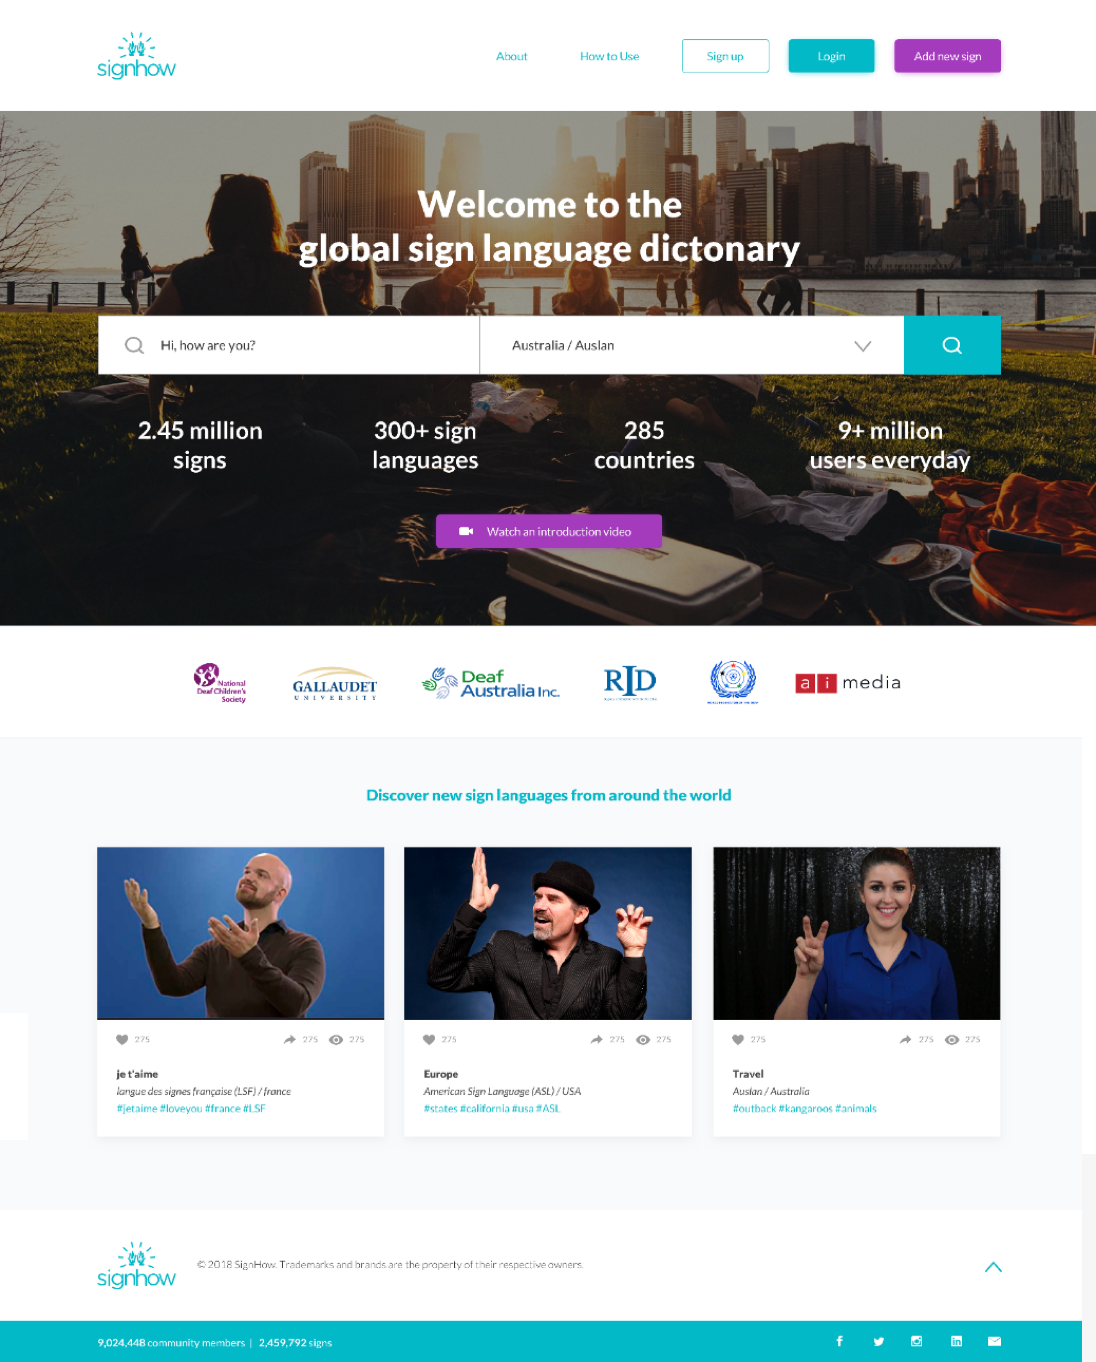 signhow
About
How to Use
Sign up
Login
Add new sign
Welcome to the
global sign language dictonary
Hi, how are you?
Australia / Auslan
2.45 million
signs
300+ sign
languages
285
countries
9+ million
users everyday
Watch an introduction video
National
Deaf Children's
Society
GALLAUDET
UNIVERSITY
Deaf
Australia Inc.
RID
ai media
Discover new sign languages from around the world
275 275 275
275 275 275
275 275 275
je t'aime
langue des signes française (LSF) / france
#jetaime #loveyou #france #LSF
Europe
American Sign Language (ASL) / USA
#states #california #usa #ASL
Travel
Auslan / Australia
#outback #kangaroos #animals
signhow
© 2018 SignHow. Trademarks and brands are the property of their respective owners.
9,024,448 community members | 2,459,792 signs